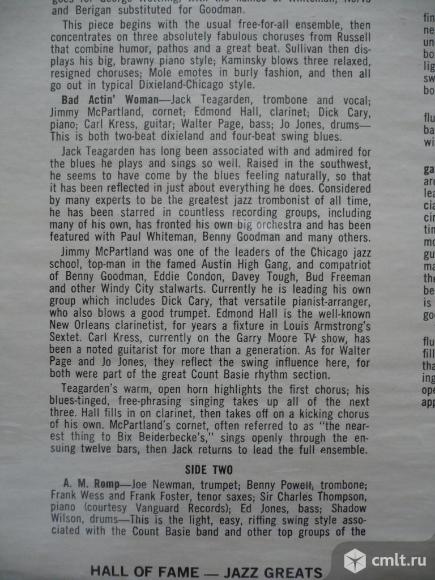 and Berigan substituted for Goodman.
This piece begins with the usual free-for-all ensemble, then
concentrates on three absolutely fabulous choruses from Russell
that combine humor, pathos and a great beat. Sullivan then dis-
plays his big, brawny piano style; Kaminsky blows three relaxed,
resigned choruses; Mole emotes in burly fashion, and then all
go out in typical Dixieland-Chicago style.
Bad Actin' Woman—Jack Teagarden, trombone and vocal;
Jimmy McPartland, cornet; Edmond Hall, clarinet; Dick Cary,
piano; Carl Kress, guitar; Walter Page, bass; Jo Jones, drums—
This is both two-beat dixieland and four-beat swing blues.
Jack Teagarden has long been associated with and admired for
the blues he plays and sings so well. Raised in the southwest,
he seems to have come by the blues feeling naturally, so that
it has been reflected in just about everything he does. Considered
by many experts to be the greatest jazz trombonist of all time,
he has been starred in countless recording groups, including
many of his own, has fronted his own big orchestra and has been
featured with Paul Whiteman, Benny Goodman and many others.
Jimmy McPartland was one of the leaders of the Chicago jazz
school, top-man in the famed Austin High Gang, and compatriot
of Benny Goodman, Eddie Condon, Davey Tough, Bud Freeman
and other Windy City stalwarts. Currently he is leading his own
group which includes Dick Cary, that versatile pianist-arranger,
who also blows a good trumpet. Edmond Hall is the well-known
New Orleans clarinetist, for years a fixture in Louis Armstrong's
Sextet. Carl Kress, currently on the Garry Moore TV show, has
been a noted guitarist for more than a generation. As for Walter
Page and Jo Jones, they reflect the swing influence here, for
both were part of the great Count Basie rhythm section.
Teagarden's warm, open horn highlights the first chorus; his
blues-tinged, free-phrasing singing takes up all of the next
three. Hall fills in on clarinet, then takes off on a kicking chorus
of his own. McPartland's cornet, often referred to as "the near-
est thing to Bix Beiderbecke's," sings openly through the en-
suing twelve bars, then Jack returns to lead the full ensemble.
SIDE TWO
A. M. Romp—Joe Newman, trumpet; Benny Powell, trombone;
Frank Wess and Frank Foster, tenor saxes; Sir Charles Thompson,
piano (courtesy Vanguard Records); Ed Jones, bass; Shadow
Wilson, drums—This is the light, easy, riffing swing style asso-
ciated with the Count Basie band and other top groups of the
HALL OF FAME — JAZZ GREATS
cmlt.ru